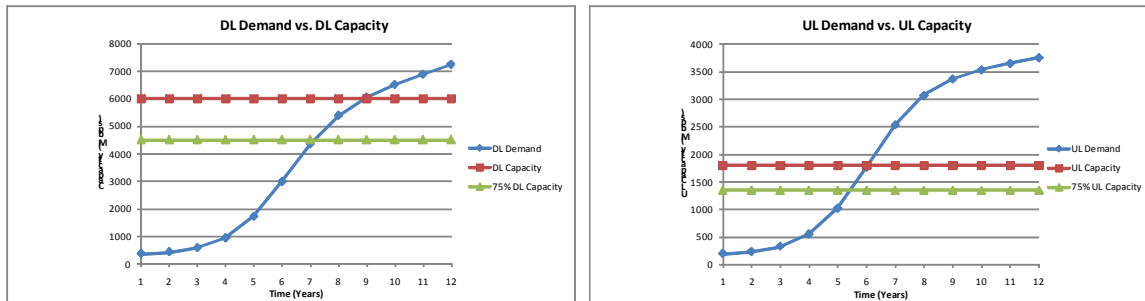 DL Demand vs. DL Capacity
8000
7000
6000
5000
4000
3000
2000
1000
0
1 2 3 4 5 6 7 8 9 10 11 12
Time (Years)
DL Demand
DL Capacity
75% DL Capacity
UL Demand vs. UL Capacity
4000
3500
3000
2500
2000
1500
1000
500
0
1 2 3 4 5 6 7 8 9 10 11 12
Time (Years)
UL Demand
UL Capacity
75% UL Capacity